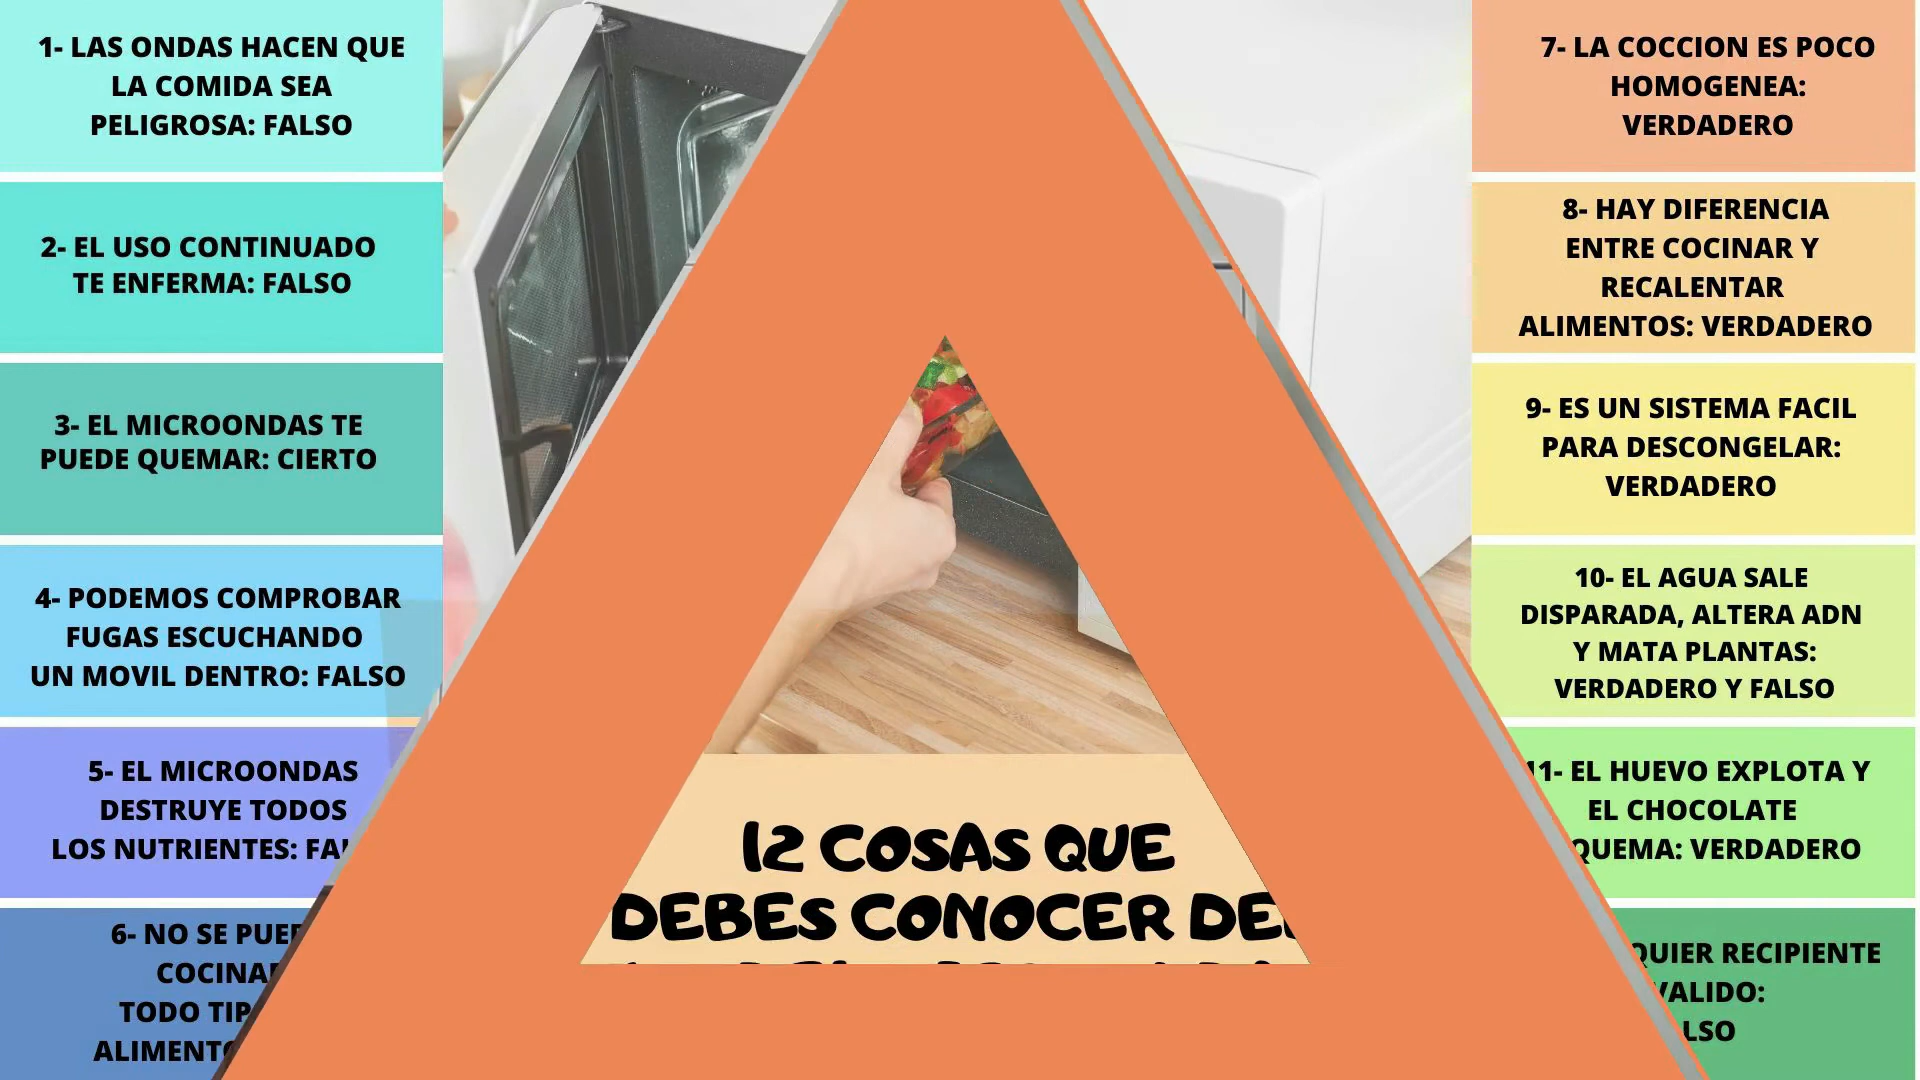 1- LAS ONDAS HACEN QUE
LA COMIDA SEA
PELIGROSA: FALSO
2- EL USO CONTINUADO
TE ENFERMA: FALSO
3- EL MICROONDAS TE
PUEDE QUEMAR: CIERTO
4- PODEMOS COMPROBAR
FUGAS ESCUCHANDO
UN MOVIL DENTRO: FALSO
5- EL MICROONDAS
DESTRUYE TODOS
LOS NUTRIENTES:
6- NO SE
TODO
12 COSAS QUE
DEBES CONOCER
7- LA COCCION ES POCO
HOMOGENEA:
VERDADERO
8- HAY DIFERENCIA
ENTRE COCINAR Y
RECALENTAR
ALIMENTOS: VERDADERO
9- ES UN SISTEMA FACIL
PARA DESCONGELAR:
VERDADERO
10- EL AGUA SALE
DISPARADA, ALTERA ADN
Y MATA PLANTAS:
VERDADERO Y FALSO
11- EL HUEVO EXPLOTA Y
EL CHOCOLATE
QUEMA: VERDADERO
RECIPIENTE
VALIDO: